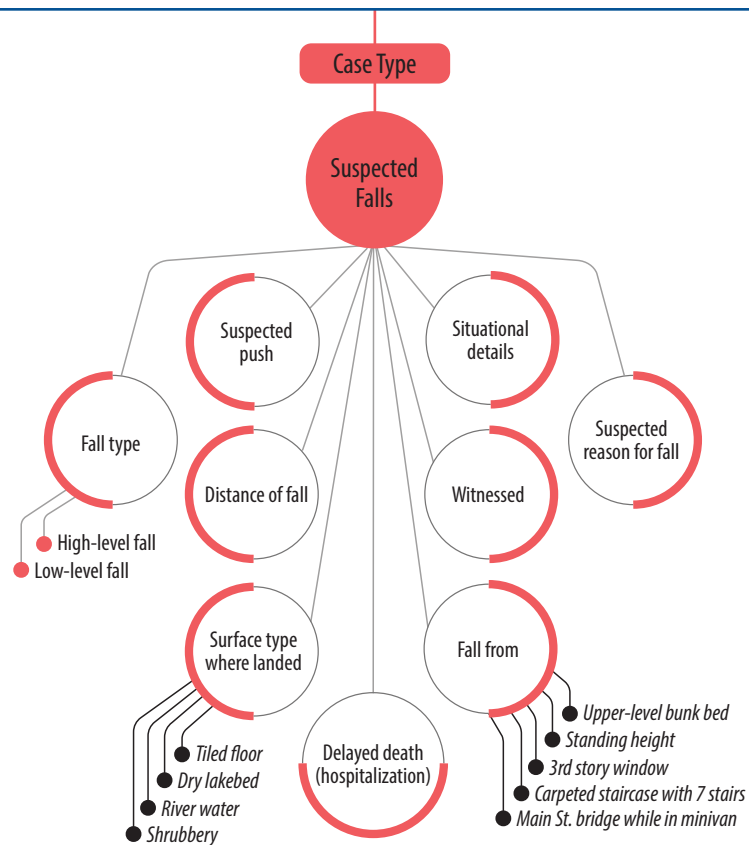 Case Type
Suspected
Falls
Suspected
push
Situational
details
Fall type
Suspected
reason for fall
Distance of fall
Witnessed
High-level fall
Low-level fall
Surface type
where landed
Fall from
Tiled floor
Dry lakebed
River water
Shrubbery
Delayed death
(hospitalization)
Upper-level bunk bed
Standing height
3rd story window
Carpeted staircase with 7 stairs
Main St. bridge while in minivan